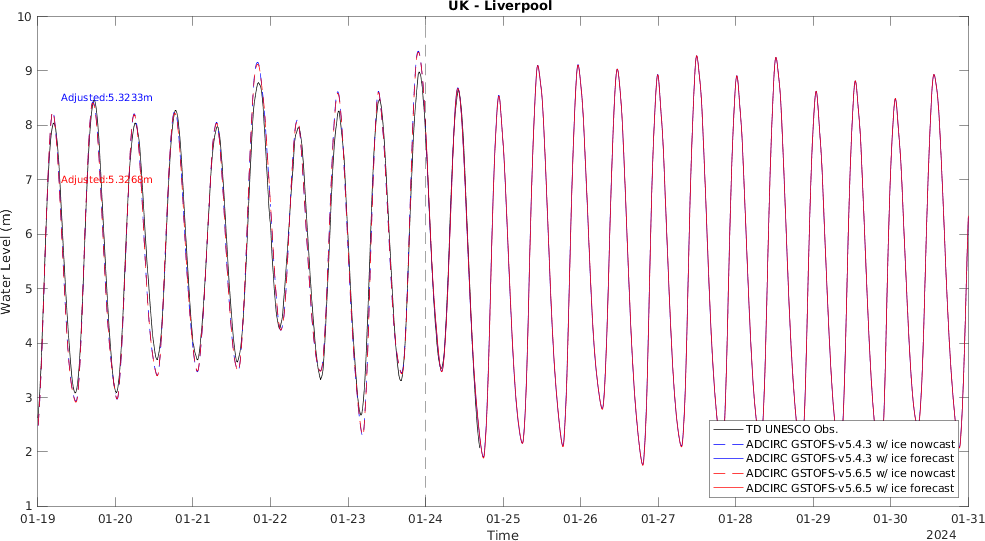 UK - Liverpool
10
9
8
7
6
5
4
3
2
1
Water Level (m)
Adjusted:5.3233m
Adjusted:5.3268m
TD UNESCO Obs.
ADCIRC GSTOFS-v5.4.3 w/ ice nowcast
ADCIRC GSTOFS-v5.4.3 w/ ice forecast
ADCIRC GSTOFS-v5.6.5 w/ ice nowcast
ADCIRC GSTOFS-v5.6.5 w/ ice forecast
01-19 01-20 01-21 01-22 01-23 01-24 01-25 01-26 01-27 01-28 01-29 01-30 01-31
Time
2024